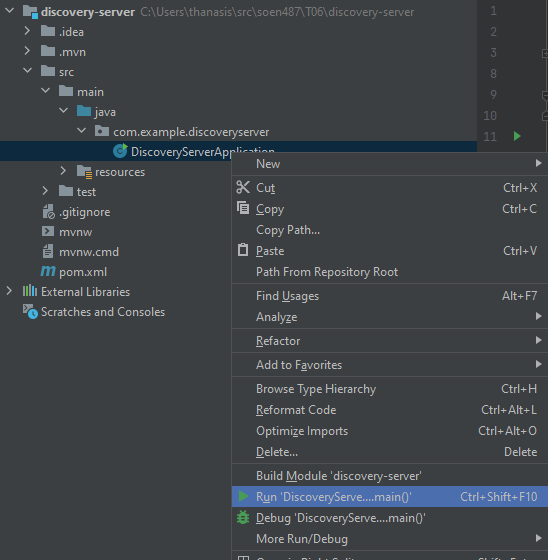 discovery-server C:\Users\thanasis\src\soen487\T06\discovery-server
.idea
.mvn
src
main
java
com.example.discoveryserver
DiscoveryServerApplication
resources
test
.gitignore
mvnw
mvnw.cmd
pom.xml
External Libraries
Scratches and Consoles
1
2
3
8
9
10
11
New
Cut Ctrl+X
Copy Ctrl+C
Copy Path...
Paste Ctrl+V
Path From Repository Root
Find Usages Alt+F7
Analyze
Refactor
Add to Favorites
Browse Type Hierarchy Ctrl+H
Reformat Code Ctrl+Alt+L
Optimize Imports Ctrl+Alt+O
Delete... Delete
Build Module 'discovery-server'
Run 'DiscoveryServe....main()' Ctrl+Shift+F10
Debug 'DiscoveryServe....main()'
More Run/Debug